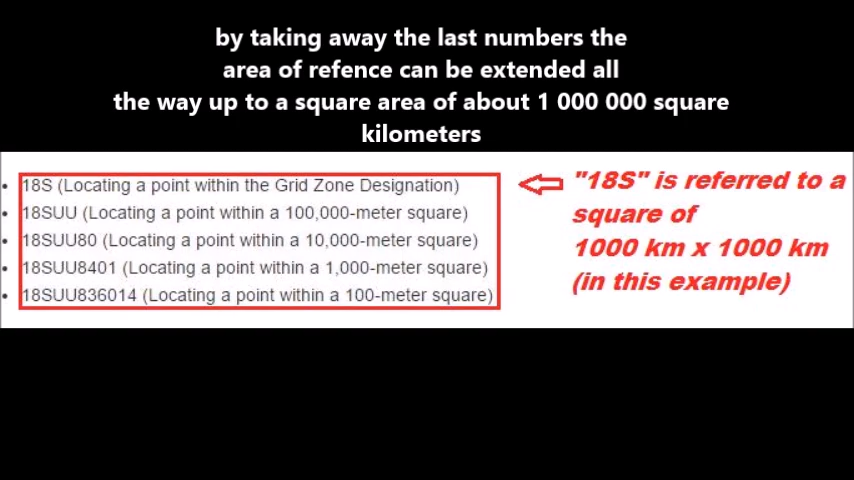 by taking away the last numbers the
area of refence can be extended all
the way up to a square area of about 1 000 000 square
kilometers
• 18S (Locating a point within the Grid Zone Designation)
• 18SUU (Locating a point within a 100,000-meter square)
• 18SUU80 (Locating a point within a 10,000-meter square)
• 18SUU8401 (Locating a point within a 1,000-meter square)
• 18SUU836014 (Locating a point within a 100-meter square)
"18S" is referred to a
square of
1000 km x 1000 km
(in this example)